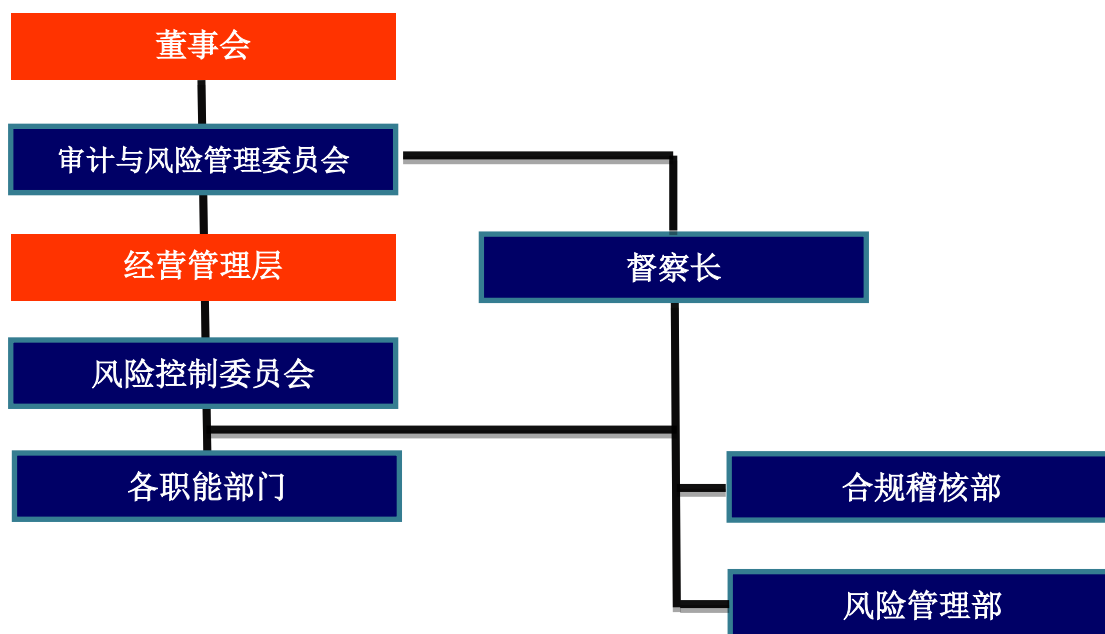 董事会
审计与风险管理委员会
经营管理层
督察长
风险控制委员会
各职能部门
合规稽核部
风险管理部